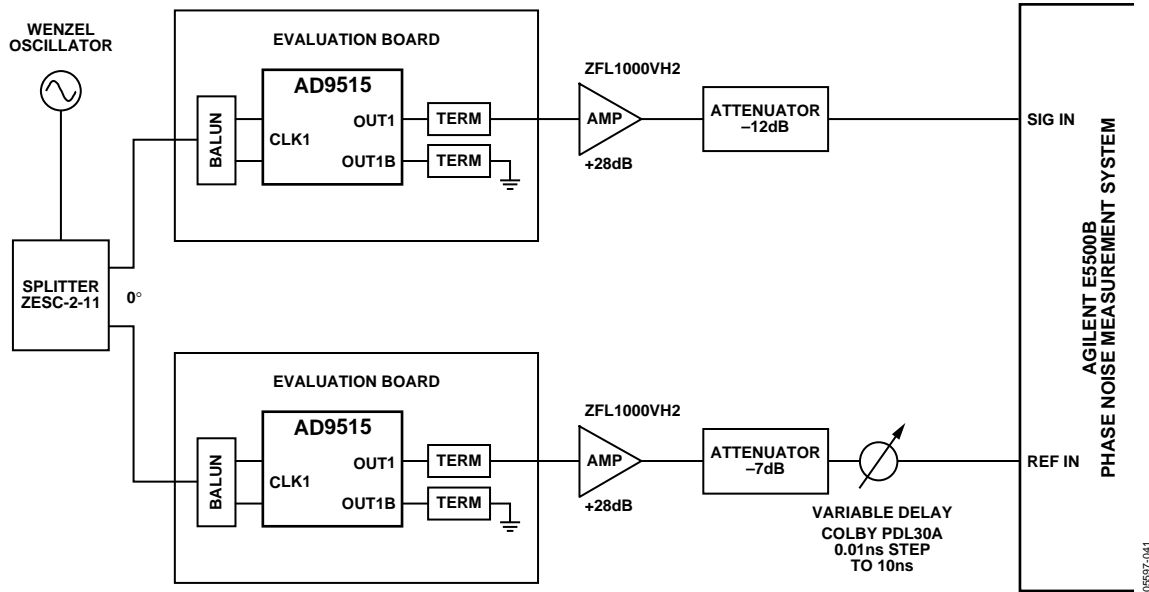 WENZEL
OSCILLATOR
EVALUATION BOARD
AD9515
BALUN
CLK1
OUT1
OUT1B
TERM
TERM
ZFL1000VH2
AMP
+28dB
ATTENUATOR
–12dB
SIG IN
SPLITTER
ZESC-2-11
0°
EVALUATION BOARD
AD9515
BALUN
CLK1
OUT1
OUT1B
TERM
TERM
ZFL1000VH2
AMP
+28dB
ATTENUATOR
–7dB
VARIABLE DELAY
COLBY PDL30A
0.01ns STEP
TO 10ns
REF IN
AGILENT E5500B
PHASE NOISE MEASUREMENT SYSTEM
05597-041